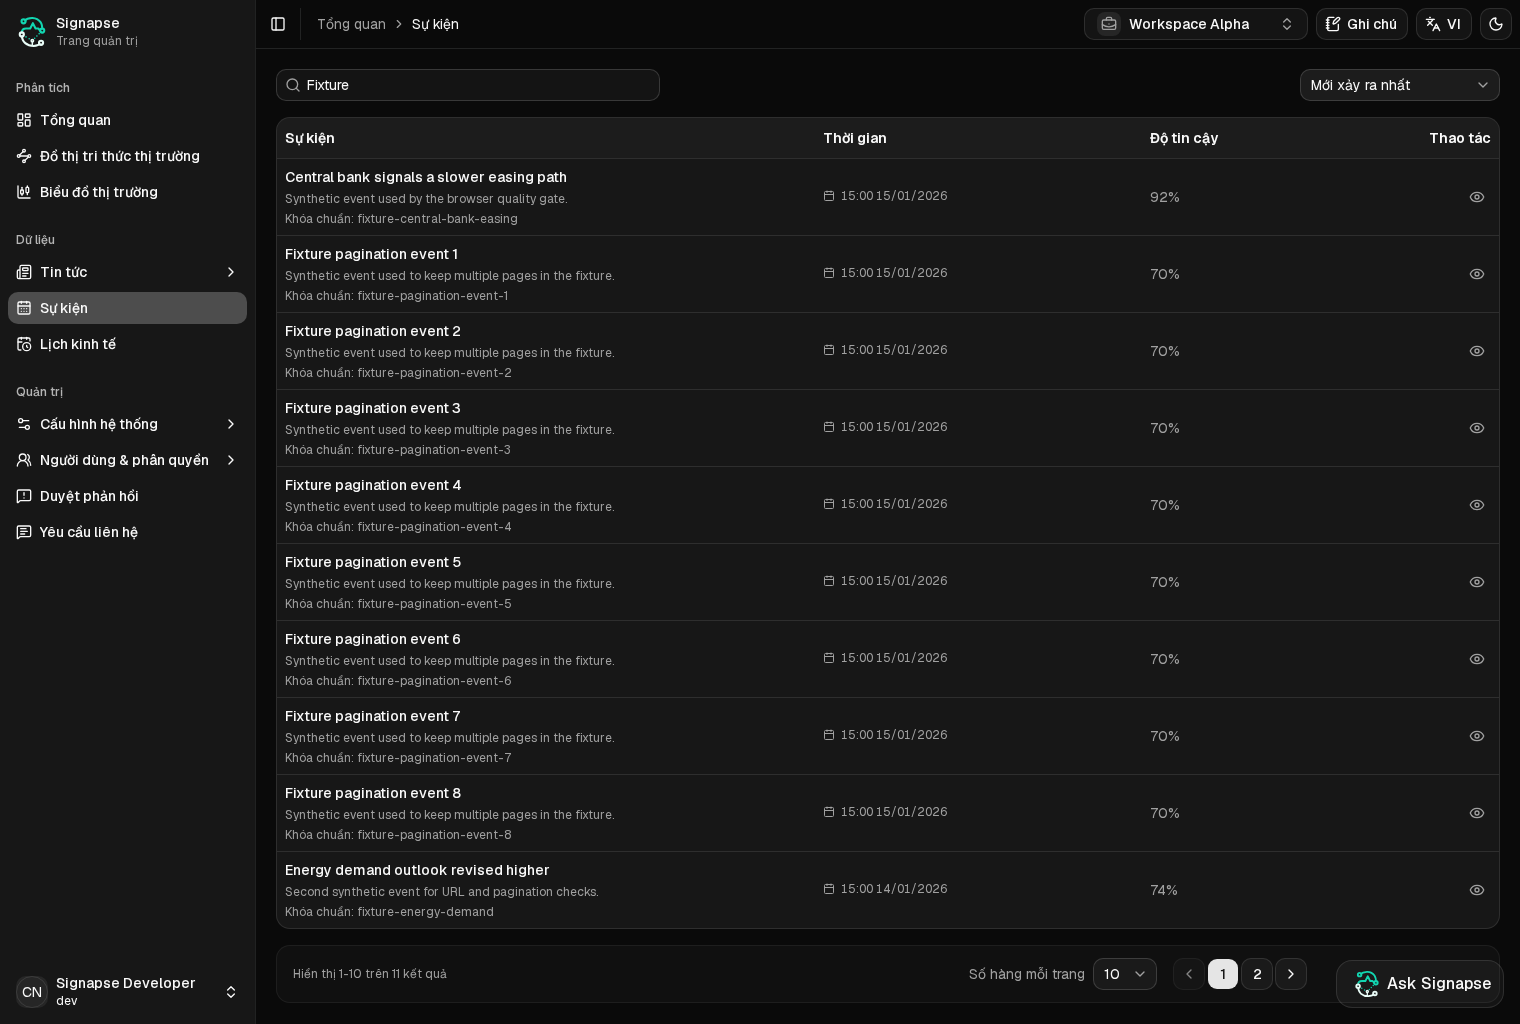 Signapse
Trang quản trị
Phân tích
Tổng quan
Đồ thị tri thức thị trường
Biểu đồ thị trường
Dữ liệu
Tin tức
Sự kiện
Lịch kinh tế
Quản trị
Cấu hình hệ thống
Người dùng & phân quyền
Duyệt phản hồi
Yêu cầu liên hệ
CN
Signapse Developer
dev
Tổng quan > Sự kiện
Workspace Alpha
Ghi chú
VI
Fixture
Mới xảy ra nhất
Sự kiện Thời gian Độ tin cậy Thao tác
Central bank signals a slower easing path
Synthetic event used by the browser quality gate.
Khóa chuẩn: fixture-central-bank-easing
15:00 15/01/2026
92%
Fixture pagination event 1
Synthetic event used to keep multiple pages in the fixture.
Khóa chuẩn: fixture-pagination-event-1
15:00 15/01/2026
70%
Fixture pagination event 2
Synthetic event used to keep multiple pages in the fixture.
Khóa chuẩn: fixture-pagination-event-2
15:00 15/01/2026
70%
Fixture pagination event 3
Synthetic event used to keep multiple pages in the fixture.
Khóa chuẩn: fixture-pagination-event-3
15:00 15/01/2026
70%
Fixture pagination event 4
Synthetic event used to keep multiple pages in the fixture.
Khóa chuẩn: fixture-pagination-event-4
15:00 15/01/2026
70%
Fixture pagination event 5
Synthetic event used to keep multiple pages in the fixture.
Khóa chuẩn: fixture-pagination-event-5
15:00 15/01/2026
70%
Fixture pagination event 6
Synthetic event used to keep multiple pages in the fixture.
Khóa chuẩn: fixture-pagination-event-6
15:00 15/01/2026
70%
Fixture pagination event 7
Synthetic event used to keep multiple pages in the fixture.
Khóa chuẩn: fixture-pagination-event-7
15:00 15/01/2026
70%
Fixture pagination event 8
Synthetic event used to keep multiple pages in the fixture.
Khóa chuẩn: fixture-pagination-event-8
15:00 15/01/2026
70%
Energy demand outlook revised higher
Second synthetic event for URL and pagination checks.
Khóa chuẩn: fixture-energy-demand
15:00 14/01/2026
74%
Hiển thị 1-10 trên 11 kết quả
Số hàng mỗi trang 10
1 2
Ask Signapse